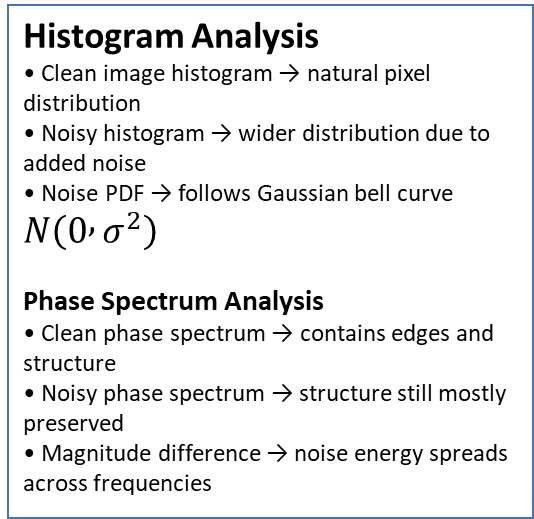 Histogram Analysis
• Clean image histogram → natural pixel
distribution
• Noisy histogram → wider distribution due to
added noise
• Noise PDF → follows Gaussian bell curve
N(0, σ²)
Phase Spectrum Analysis
• Clean phase spectrum → contains edges and
structure
• Noisy phase spectrum → structure still mostly
preserved
• Magnitude difference → noise energy spreads
across frequencies